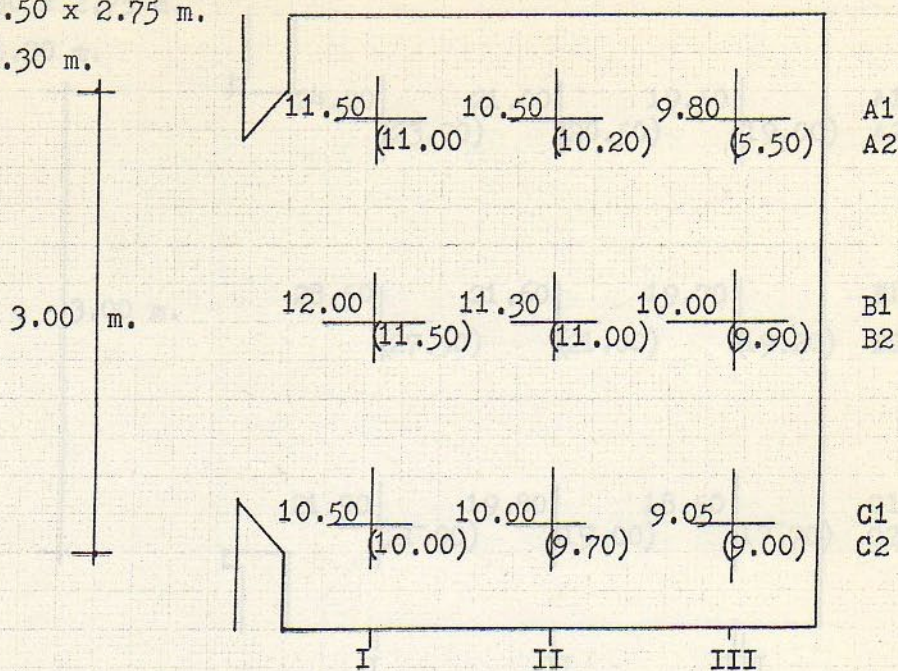 .50 x 2.75 m.
.30 m.
11.50 10.50 9.80 A1
(11.00 (10.20) (5.50) A2
12.00 11.30 10.00 B1
3.00 m.
(11.50) (11.00) (9.90) B2
10.50 10.00 9.05 C1
(10.00) (9.70) (9.00) C2
I II III